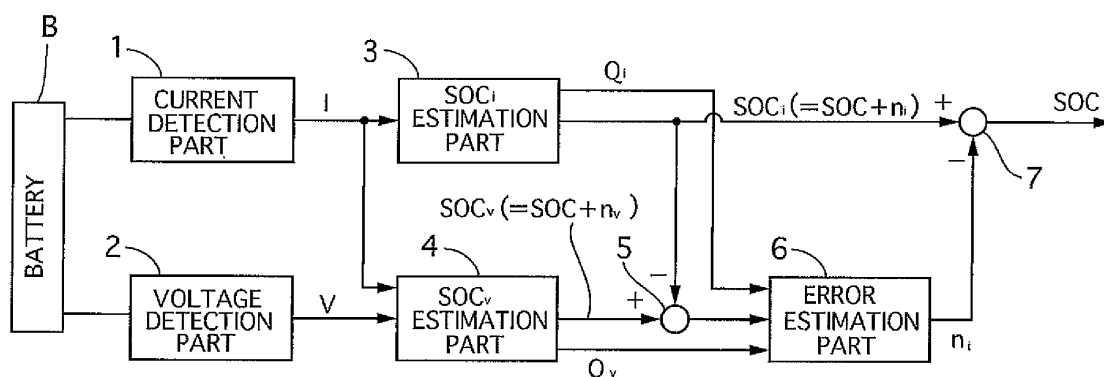 B
BATTERY
1
CURRENT
DETECTION
PART
I
3
SOCi
ESTIMATION
PART
Qi
SOCi(=SOC+ni)
+
−
SOC
7
SOCv(=SOC+nv)
2
VOLTAGE
DETECTION
PART
V
4
SOCv
ESTIMATION
PART
5
−
+
Qv
6
ERROR
ESTIMATION
PART
ni